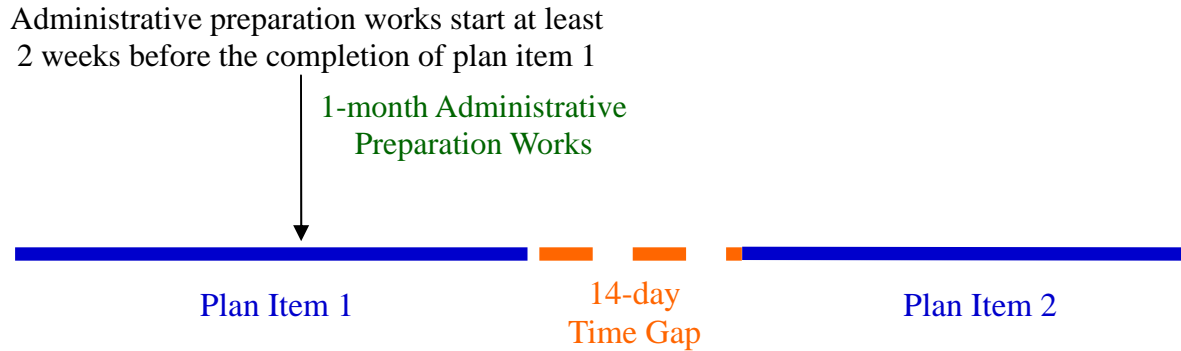 Administrative preparation works start at least
2 weeks before the completion of plan item 1
1-month Administrative
Preparation Works
Plan Item 1
14-day
Time Gap
Plan Item 2